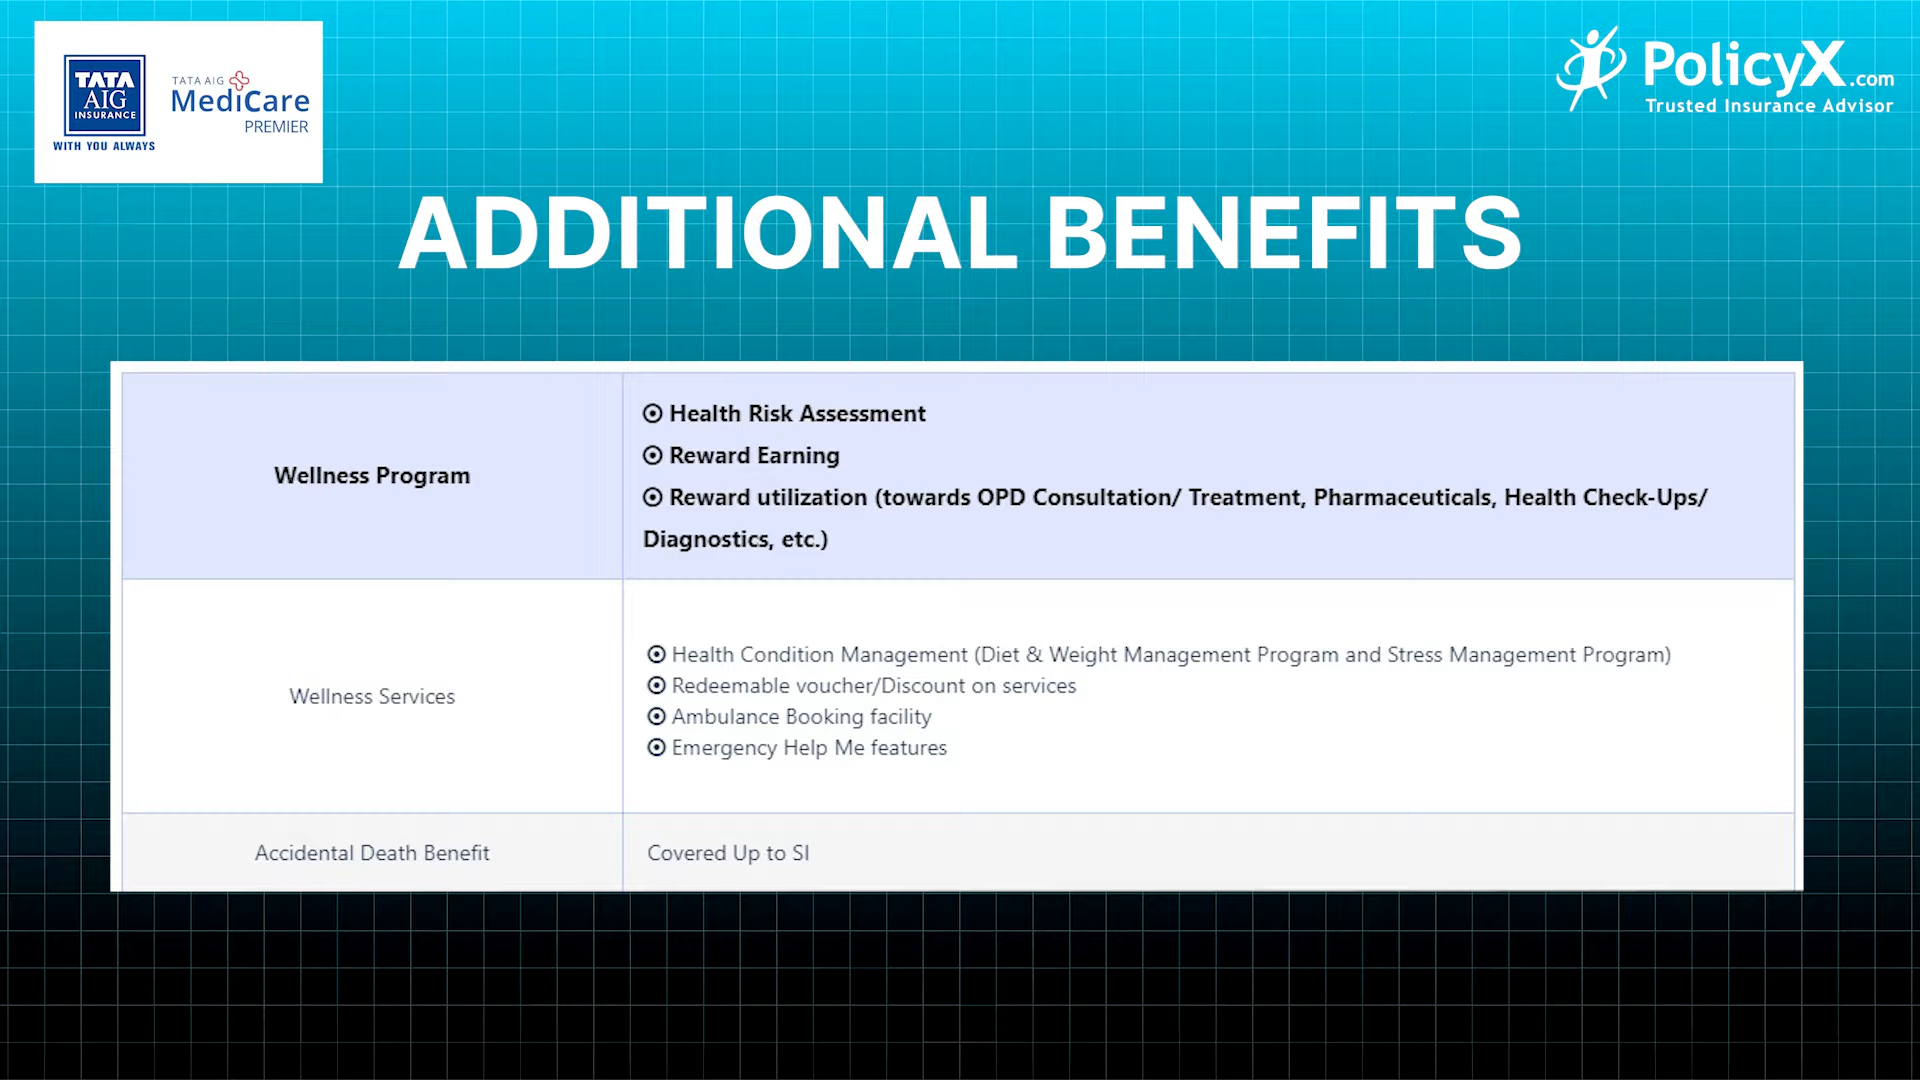 TATA
AIG
INSURANCE
WITH YOU ALWAYS
TATA AIG
MediCare
PREMIER
PolicyX.com
Trusted Insurance Advisor
ADDITIONAL BENEFITS
Wellness Program
Health Risk Assessment
Reward Earning
Reward utilization (towards OPD Consultation/ Treatment, Pharmaceuticals, Health Check-Ups/
Diagnostics, etc.)
Wellness Services
Health Condition Management (Diet & Weight Management Program and Stress Management Program)
Redeemable voucher/Discount on services
Ambulance Booking facility
Emergency Help Me features
Accidental Death Benefit
Covered Up to SI